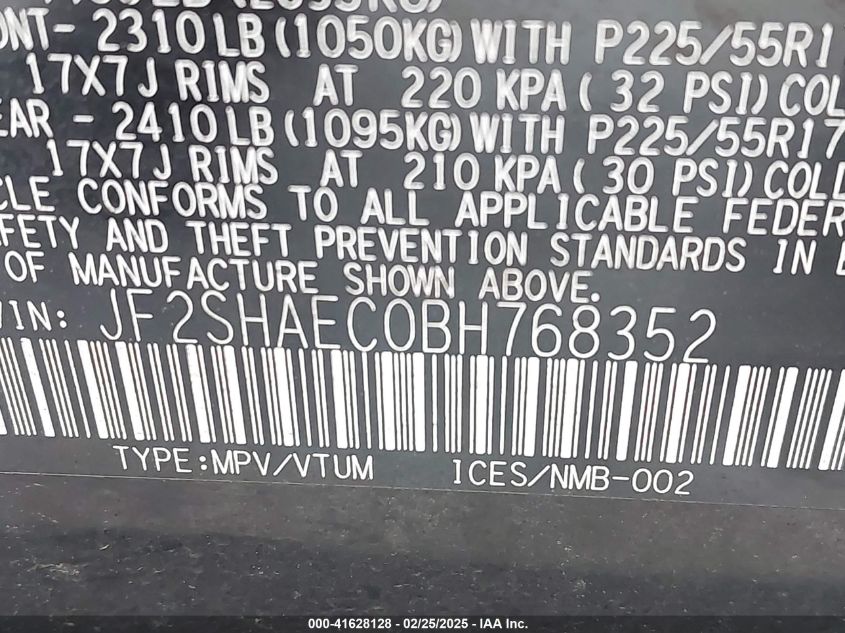 ONT- 2310 LB (1050KG) WITH P225/55R1
17X7J RIMS AT 220 KPA ( 32 PSI) COL
EAR - 2410 LB (1095KG) WITH P225/55R17
17X7J RIMS AT 210 KPA ( 30 PSI) COLD
CLE CONFORMS TO ALL APPLICABLE FEDER
AFETY AND THEFT PREVENTION STANDARDS IN E
OF MANUFACTURE SHOWN ABOVE.
VIN: JF2SHAEC0BH768352
TYPE:MPV/VTUM ICES/NMB-002
000-41628128 - 02/25/2025 - IAA Inc.